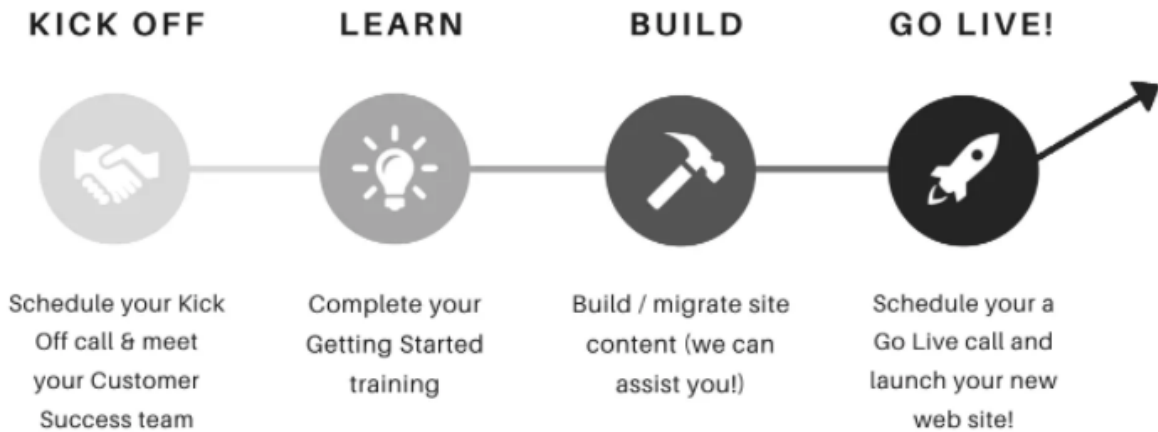 KICK OFF
LEARN
BUILD
GO LIVE!
Schedule your Kick
Off call & meet
your Customer
Success team
Complete your
Getting Started
training
Build / migrate site
content (we can
assist you!)
Schedule your a
Go Live call and
launch your new
web site!